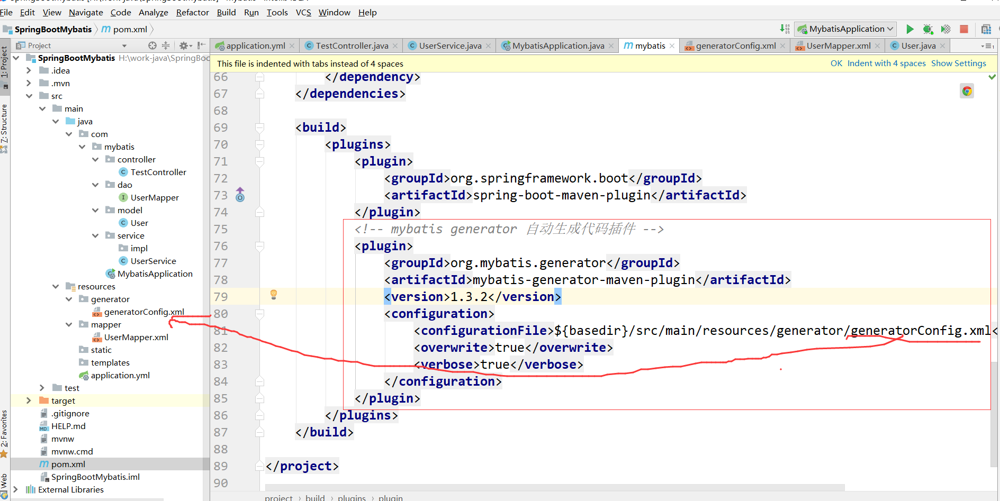 SpringBootMybatis
File Edit View Navigate Code Analyze Refactor Build Run Tools VCS Window Help
SpringBootMybatis pom.xml MybatisApplication
Project application.yml TestController.java UserService.java MybatisApplication.java mybatis generatorConfig.xml UserMapper.xml User.java
This file is indented with tabs instead of 4 spaces OK Indent with 4 spaces Show Settings
1: Project
Z: Structure
2: Favorites
Web
SpringBootMybatis H:\work-java\SpringBoo
.idea
.mvn
src
main
java
com
mybatis
controller
TestController
dao
UserMapper
model
User
service
impl
UserService
MybatisApplication
resources
generator
generatorConfig.xml
mapper
UserMapper.xml
static
templates
application.yml
test
target
.gitignore
HELP.md
mvnw
mvnw.cmd
pom.xml
SpringBootMybatis.iml
External Libraries
66 </dependency>
67 </dependencies>
68
69 <build>
70 <plugins>
71 <plugin>
72 <groupId>org.springframework.boot</groupId>
73 <artifactId>spring-boot-maven-plugin</artifactId>
74 </plugin>
75 <!-- mybatis generator 自动生成代码插件 -->
76 <plugin>
77 <groupId>org.mybatis.generator</groupId>
78 <artifactId>mybatis-generator-maven-plugin</artifactId>
79 <version>1.3.2</version>
80 <configuration>
81 <configurationFile>${basedir}/src/main/resources/generator/generatorConfig.xml<
82 <overwrite>true</overwrite>
83 <verbose>true</verbose>
84 </configuration>
85 </plugin>
86 </plugins>
87 </build>
88
89 </project>
90
project › build › plugins › plugin